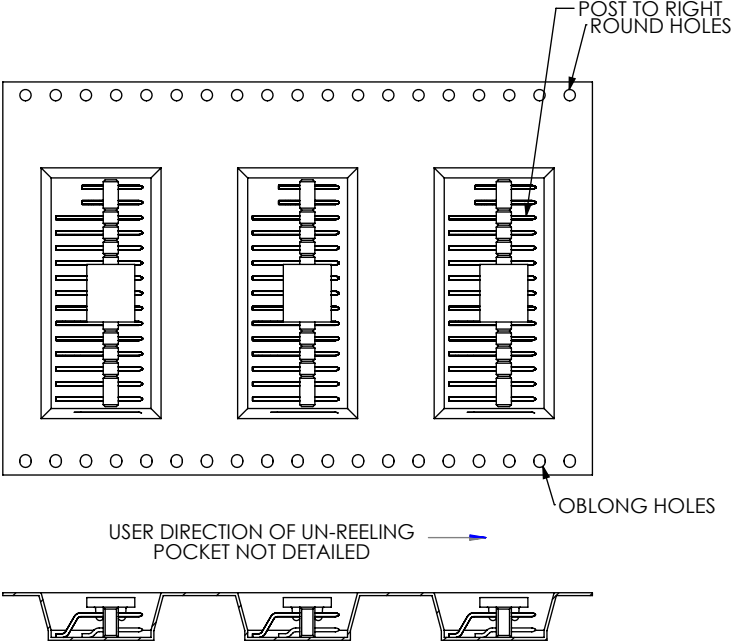 POST TO RIGHT
ROUND HOLES
OBLONG HOLES
USER DIRECTION OF UN-REELING
POCKET NOT DETAILED